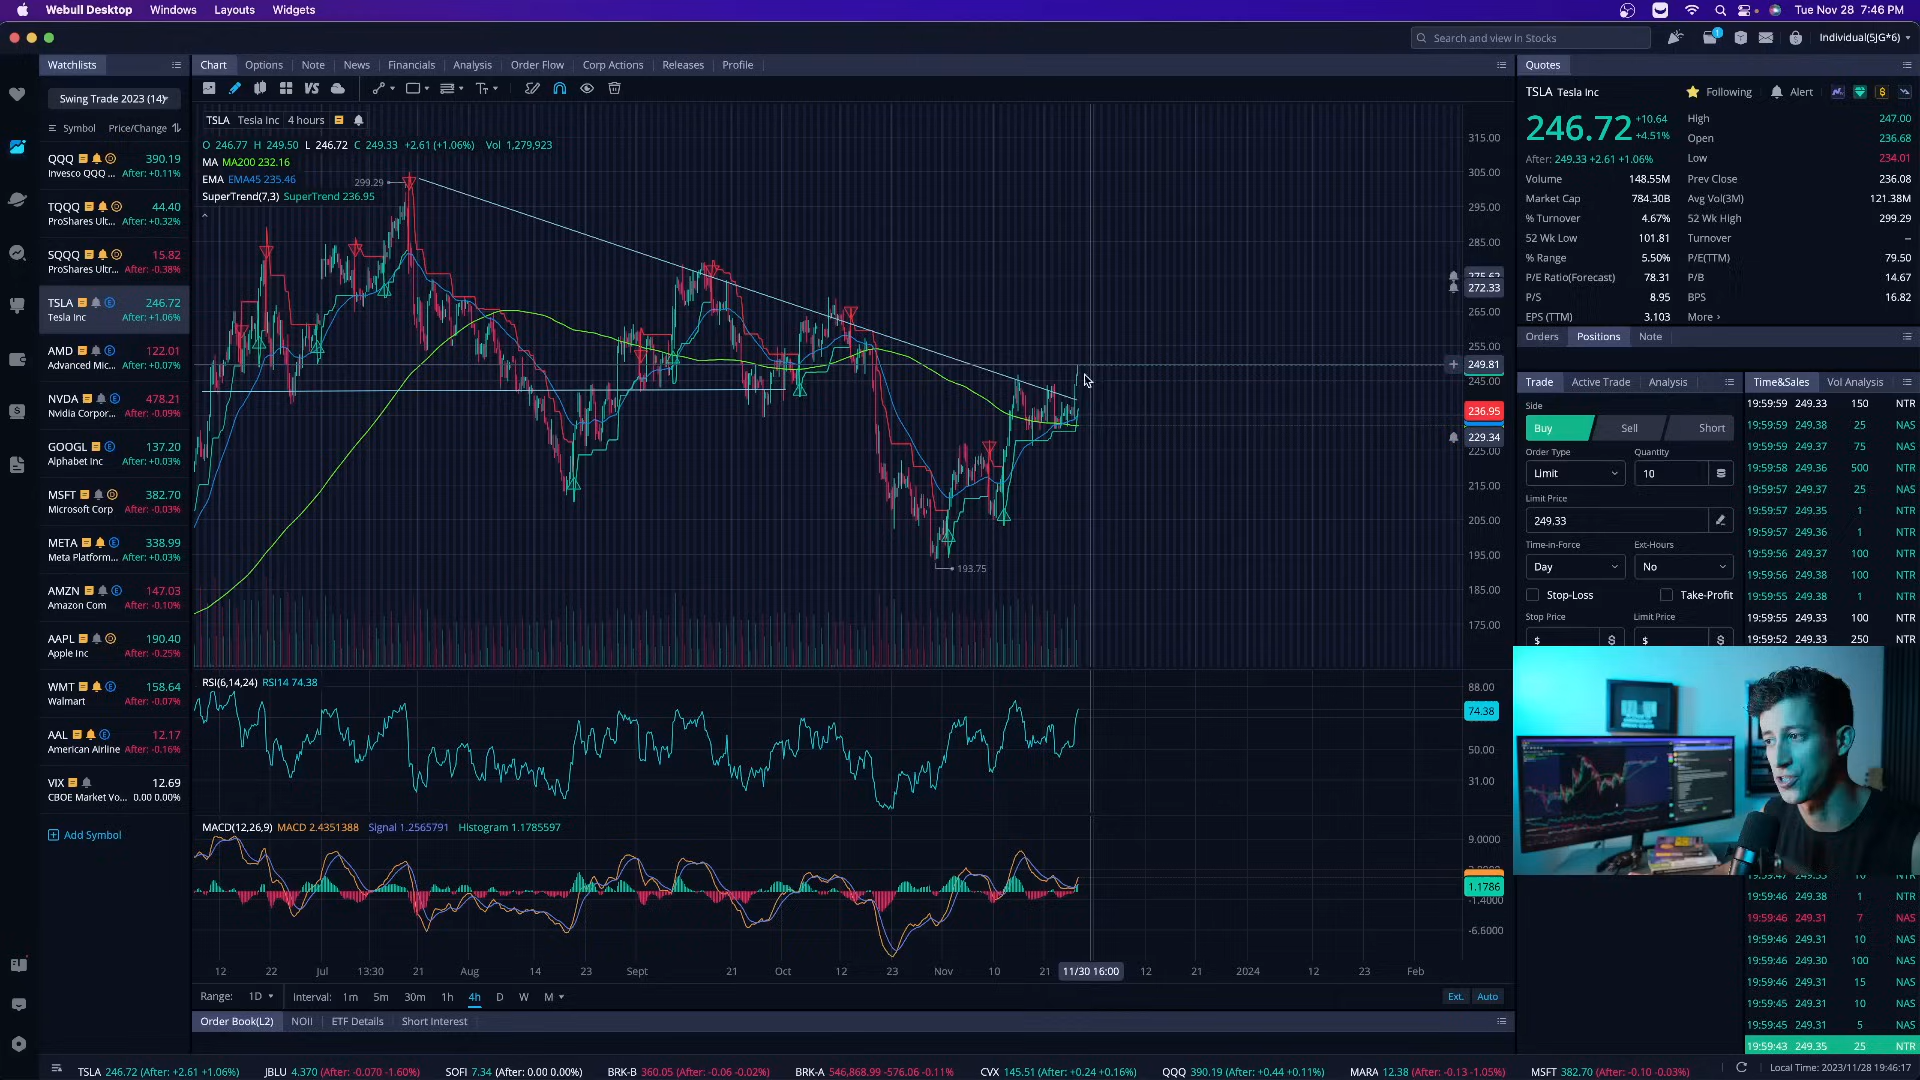 Webull Desktop Windows Layouts Widgets
Tue Nov 28 7:46 PM
Search and view in Stocks
1
Individual(5JG*6)
Watchlists
Swing Trade 2023 (14)
Symbol Price/Change
QQQ 390.19
Invesco QQQ ... After: +0.11%
TQQQ 44.40
ProShares Ult... After: +0.32%
SQQQ 15.82
ProShares Ultr... After: -0.38%
TSLA 246.72
Tesla Inc After: +1.06%
AMD 122.01
Advanced Mic... After: +0.07%
NVDA 478.21
Nvidia Corpor... After: -0.09%
GOOGL 137.20
Alphabet Inc After: +0.03%
MSFT 382.70
Microsoft Corp After: -0.03%
META 338.99
Meta Platform... After: +0.03%
AMZN 147.03
Amazon Com After: -0.10%
AAPL 190.40
Apple Inc After: -0.25%
WMT 158.64
Walmart After: -0.07%
AAL 12.17
American Airline After: -0.16%
VIX 12.69
CBOE Market Vo... 0.00 0.00%
Add Symbol
Chart Options Note News Financials Analysis Order Flow Corp Actions Releases Profile
VS
TSLA Tesla Inc 4 hours
O 246.77 H 249.50 L 246.72 C 249.33 +2.61 (+1.06%) Vol 1,279,923
MA MA200 232.16
EMA EMA45 235.46
SuperTrend(7,3) SuperTrend 236.95
299.29
193.75
315.00
305.00
295.00
285.00
275.62
272.33
265.00
255.00
249.81
245.00
236.95
229.34
225.00
215.00
205.00
195.00
185.00
175.00
RSI(6,14,24) RSI14 74.38
88.00
74.38
50.00
31.00
MACD(12,26,9) MACD 2.4351388 Signal 1.2565791 Histogram 1.1785597
9.0000
1.1786
-1.4000
-6.6000
12 22 Jul 13:30 21 Aug 14 23 Sept 21 Oct 12 23 Nov 10 21 11/30 16:00 12 21 2024 12 23 Feb
Range: 1D Interval: 1m 5m 30m 1h 4h D W M
Ext. Auto
Order Book(L2) NOII ETF Details Short Interest
Quotes
TSLA Tesla Inc Following Alert
246.72 +10.64
+4.51%
After: 249.33 +2.61 +1.06%
High 247.00
Open 236.68
Low 234.01
Volume 148.55M Prev Close 236.08
Market Cap 784.30B Avg Vol(3M) 121.38M
% Turnover 4.67% 52 Wk High 299.29
52 Wk Low 101.81 Turnover –
% Range 5.50% P/E(TTM) 79.50
P/E Ratio(Forecast) 78.31 P/B 14.67
P/S 8.95 BPS 16.82
EPS (TTM) 3.103 More
Orders Positions Note
Trade Active Trade Analysis
Side
Buy Sell Short
Order Type Quantity
Limit 10
Limit Price
249.33
Time-in-Force Ext-Hours
Day No
Stop-Loss Take-Profit
Stop Price Limit Price
$ $ $ $
Time&Sales Vol Analysis
19:59:59 249.33 150 NTR
19:59:59 249.38 25 NAS
19:59:59 249.37 75 NAS
19:59:58 249.36 500 NTR
19:59:57 249.37 25 NAS
19:59:57 249.35 1 NTR
19:59:57 249.36 1 NTR
19:59:56 249.37 100 NTR
19:59:56 249.38 100 NTR
19:59:55 249.38 1 NTR
19:59:55 249.33 100 NTR
19:59:52 249.33 250 NTR
19:59:46 249.38 1 NTR
19:59:46 249.31 7 NAS
19:59:46 249.31 10 NAS
19:59:46 249.30 100 NAS
19:59:46 249.31 15 NAS
19:59:45 249.31 10 NAS
19:59:45 249.31 5 NAS
19:59:43 249.35 25 NTR
TSLA 246.72 (After: +2.61 +1.06%) JBLU 4.370 (After: -0.070 -1.60%) SOFI 7.34 (After: 0.00 0.00%) BRK-B 360.05 (After: -0.06 -0.02%) BRK-A 546,868.99 -576.06 -0.11% CVX 145.51 (After: +0.24 +0.16%) QQQ 390.19 (After: +0.44 +0.11%) MARA 12.38 (After: -0.13 -1.05%) MSFT 382.70 (After: -0.10 -0.03%)
Local Time: 2023/11/28 19:46:17